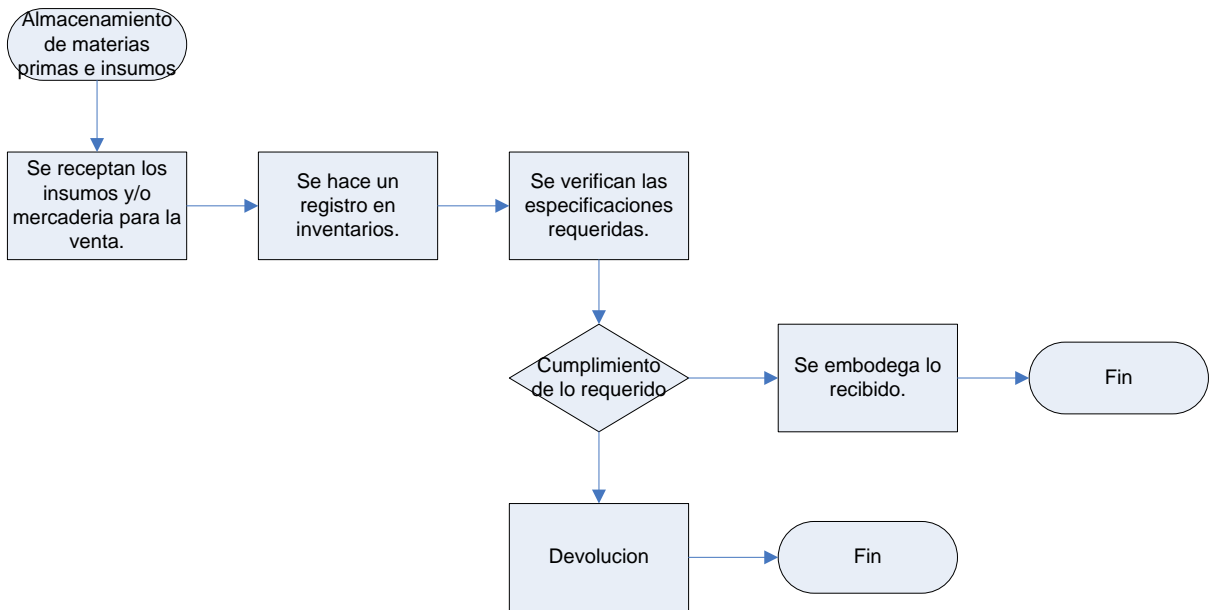 Almacenamiento
de materias
primas e insumos
Se receptan los
insumos y/o
mercaderia para la
venta.
Se hace un
registro en
inventarios.
Se verifican las
especificaciones
requeridas.
Cumplimiento
de lo requerido
Se embodega lo
recibido.
Fin
Devolucion
Fin